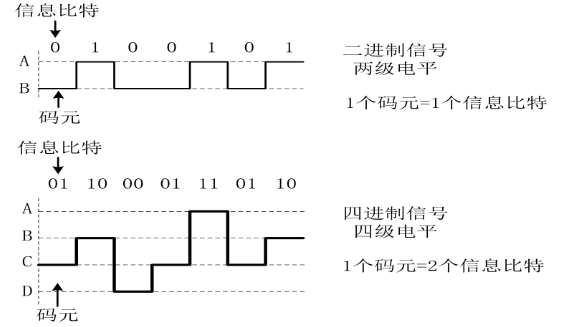 信息比特
0 1 0 0 1 0 1
A
B
码元
二进制信号
两级电平
1个码元=1个信息比特
信息比特
01 10 00 01 11 01 10
A
B
C
D
码元
四进制信号
四级电平
1个码元=2个信息比特